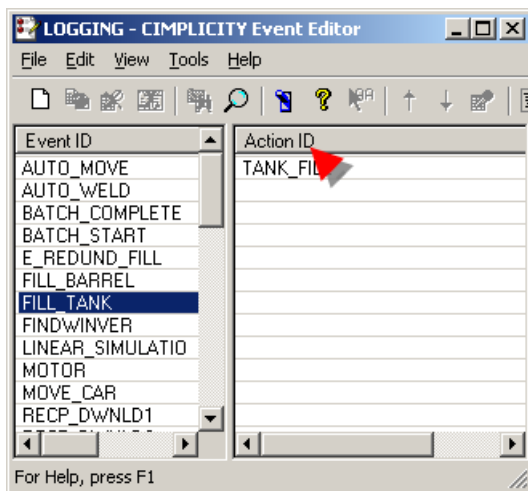 LOGGING - CIMPLICITY Event Editor
File Edit View Tools Help
Event ID
Action ID
AUTO_MOVE
AUTO_WELD
BATCH_COMPLETE
BATCH_START
E_REDUND_FILL
FILL_BARREL
FILL_TANK
FINDWINVER
LINEAR_SIMULATIO
MOTOR
MOVE_CAR
RECP_DWNLD1
For Help, press F1